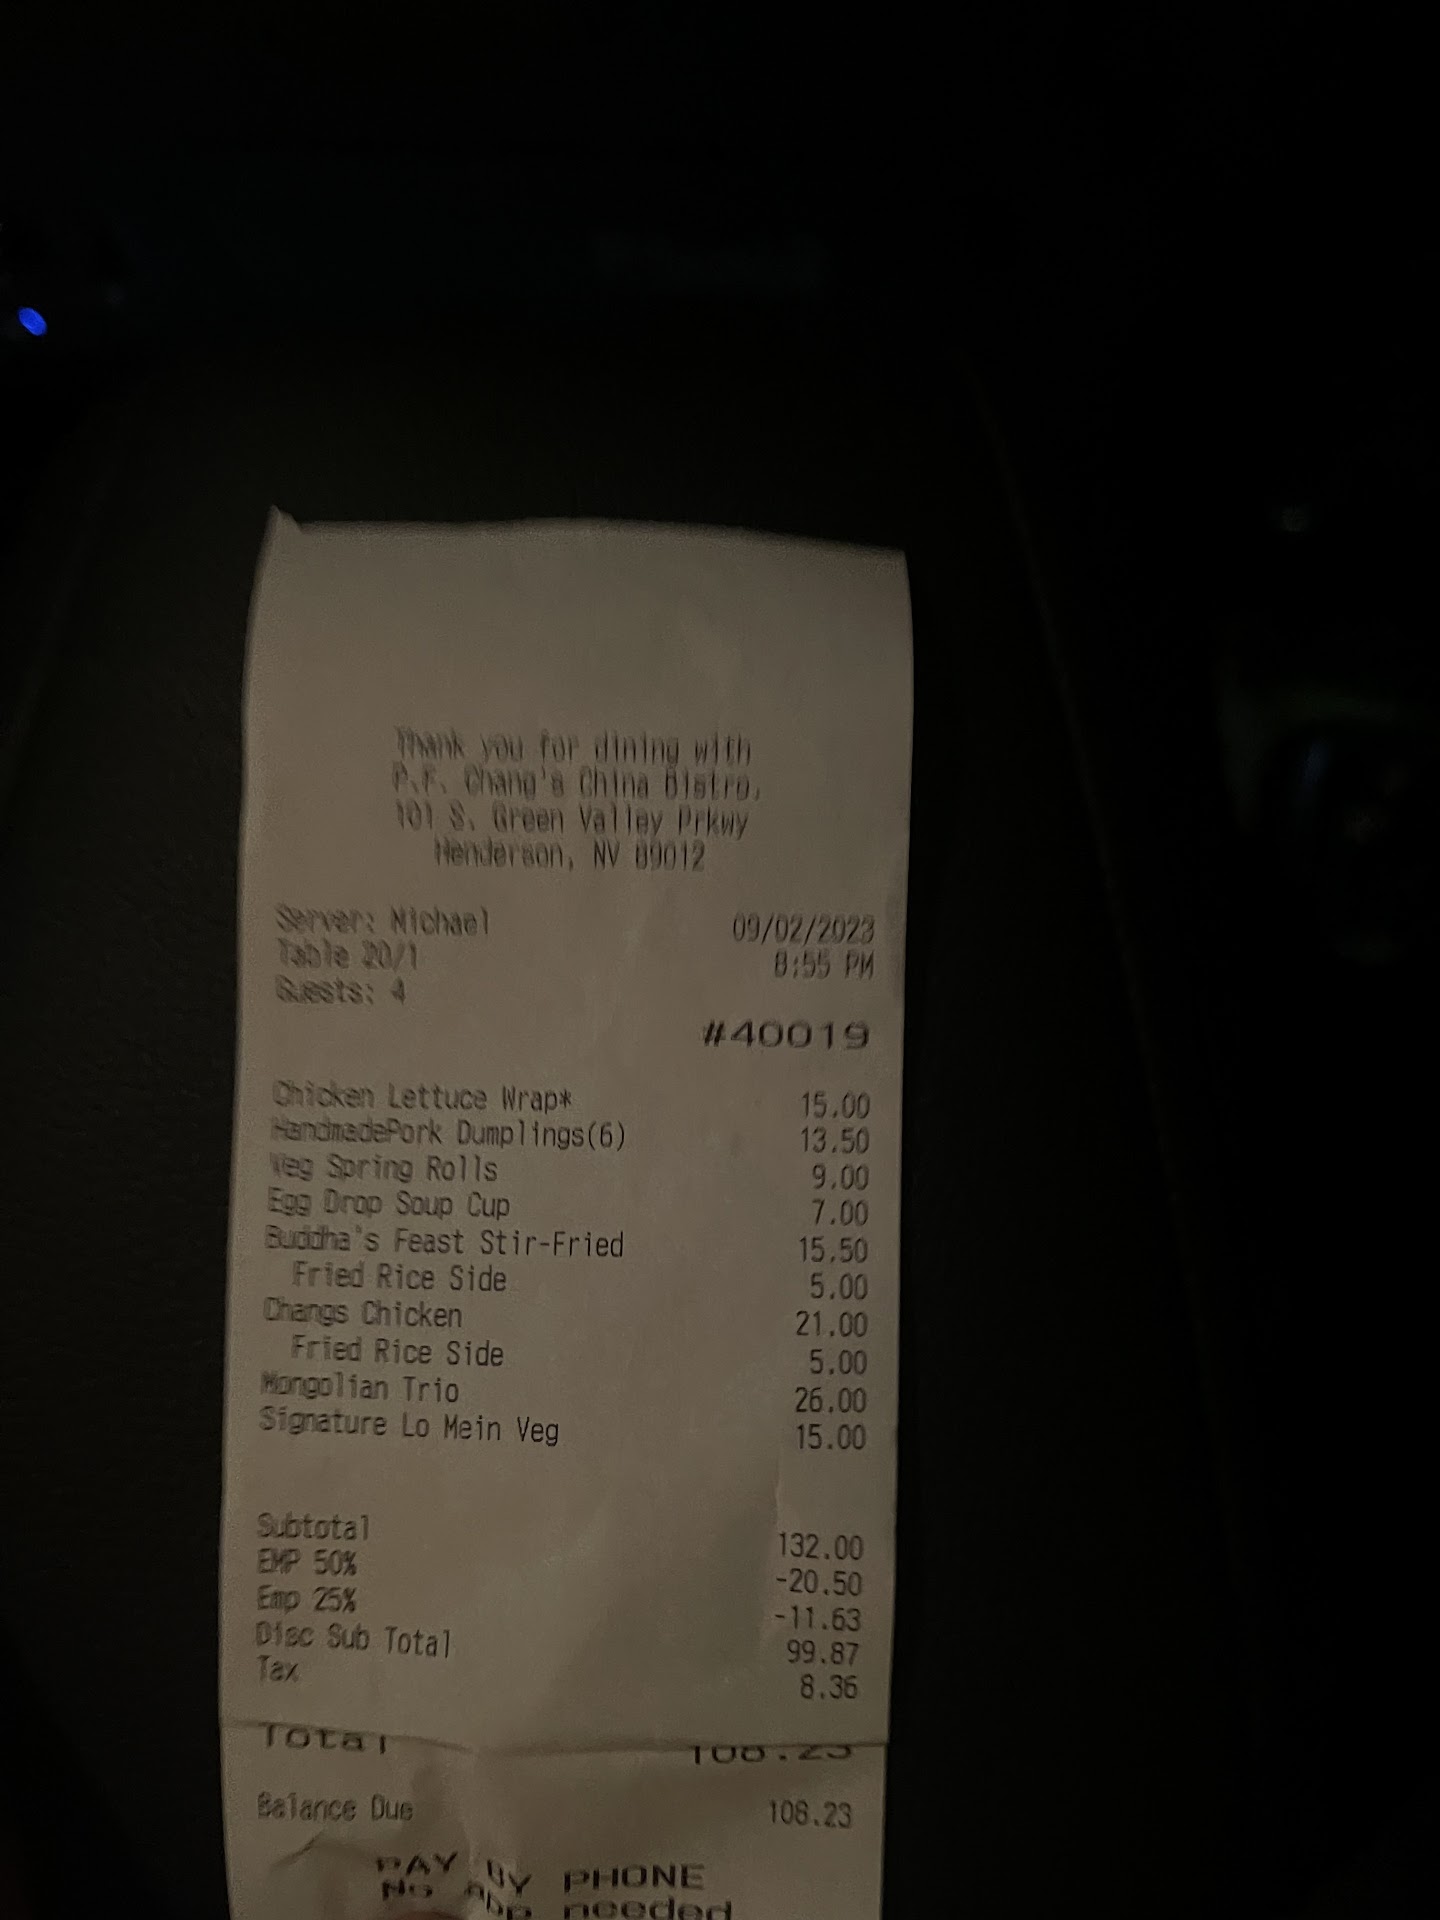 Thank you for dining with
P.F. Chang's China Bistro,
101 S. Green Valley Prkwy
Henderson, NV 89012
Server: Michael 09/02/2023
Table 20/1 8:55 PM
Guests: 4
#40019
Chicken Lettuce Wrap* 15.00
HandmadePork Dumplings(6) 13.50
Veg Spring Rolls 9.00
Egg Drop Soup Cup 7.00
Buddha's Feast Stir-Fried 15.50
Fried Rice Side 5.00
Changs Chicken 21.00
Fried Rice Side 5.00
Mongolian Trio 26.00
Signature Lo Mein Veg 15.00
Subtotal 132.00
EMP 50% -20.50
Emp 25% -11.63
Disc Sub Total 99.87
Tax 8.36
Total 108.23
Balance Due 108.23
PAY BY PHONE
No app needed